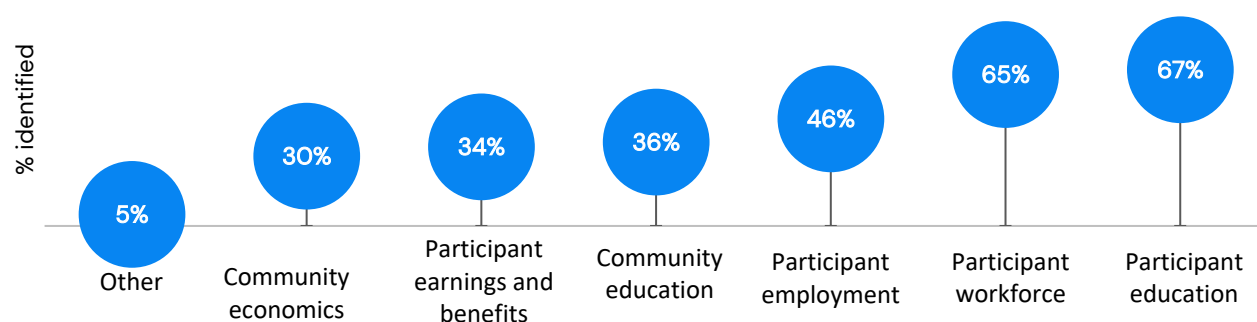 % identified
5%
30%
34%
36%
46%
65%
67%
Other
Community
economics
Participant
earnings and
benefits
Community
education
Participant
employment
Participant
workforce
Participant
education